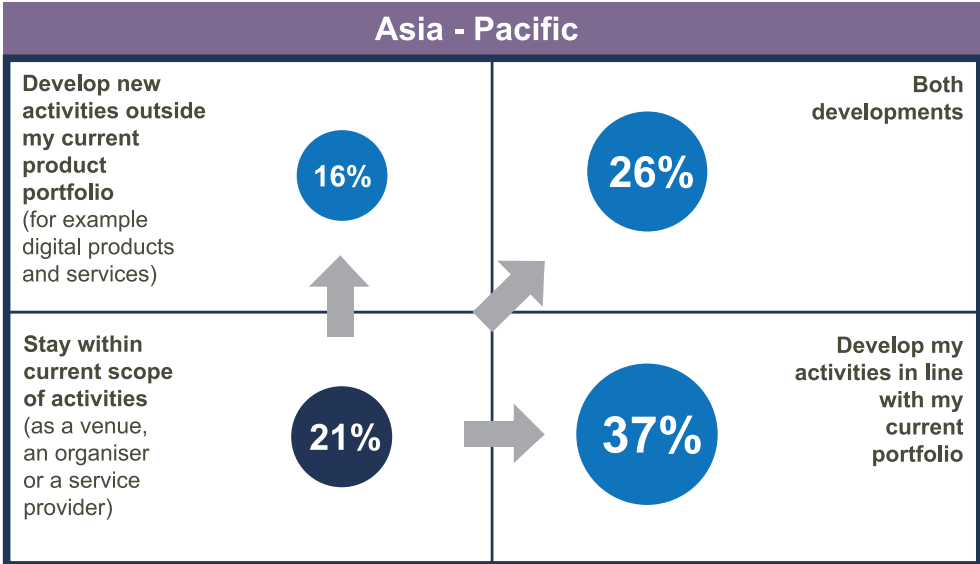 Asia - Pacific
Develop new
activities outside
my current
product
portfolio
(for example
digital products
and services)
16%
26%
Both
developments
Stay within
current scope
of activities
(as a venue,
an organiser
or a service
provider)
21%
37%
Develop my
activities in line
with my
current
portfolio